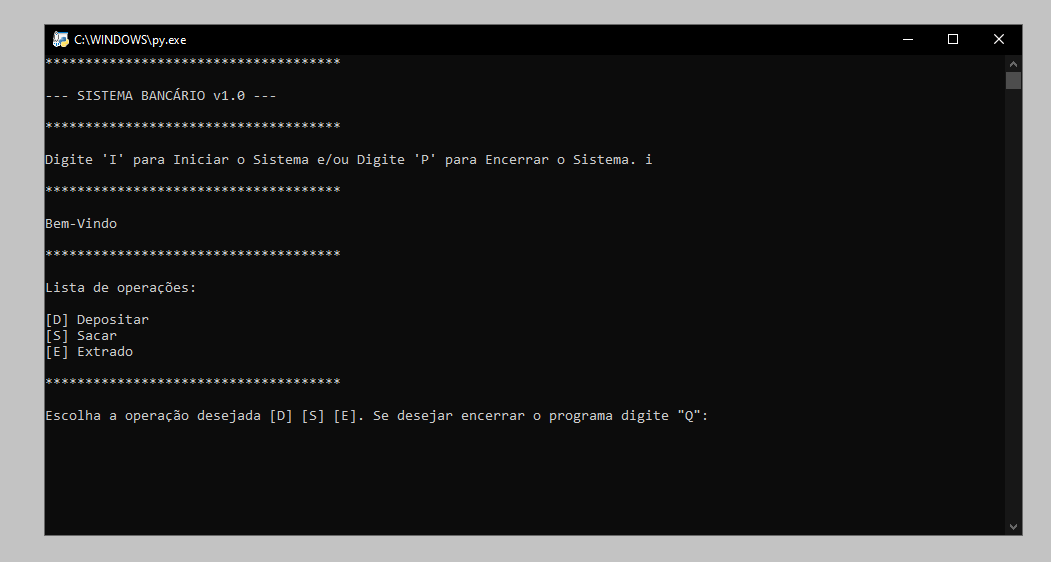 C:\WINDOWS\py.exe
*************************************
--- SISTEMA BANCÁRIO v1.0 ---
*************************************
Digite 'I' para Iniciar o Sistema e/ou Digite 'P' para Encerrar o Sistema. i
*************************************
Bem-Vindo
*************************************
Lista de operações:
[D] Depositar
[S] Sacar
[E] Extrado
*************************************
Escolha a operação desejada [D] [S] [E]. Se desejar encerrar o programa digite "Q":